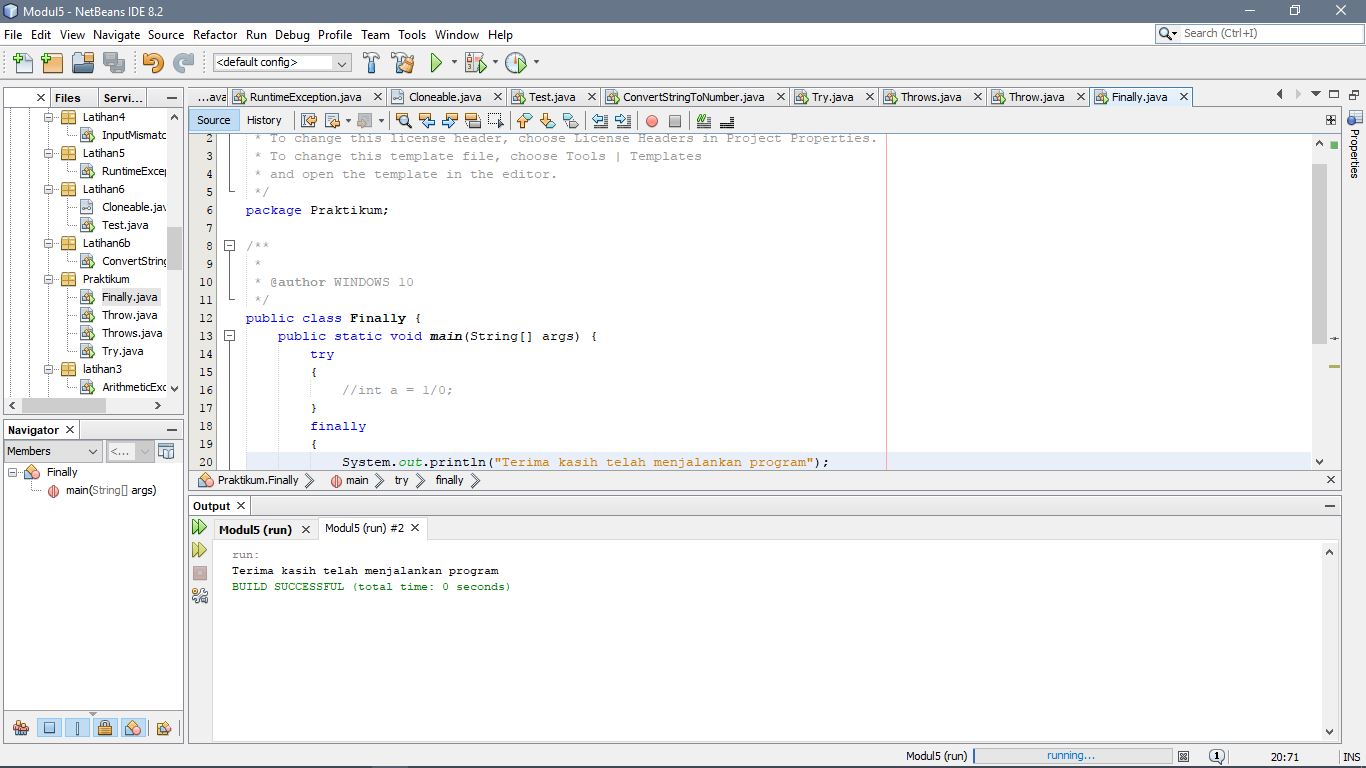 Modul5 - NetBeans IDE 8.2
File Edit View Navigate Source Refactor Run Debug Profile Team Tools Window Help
Search (Ctrl+I)
<default config>
Files Servi...
Latihan4
InputMismatc
Latihan5
RuntimeExcep
Latihan6
Cloneable.jav
Test.java
Latihan6b
ConvertString
Praktikum
Finally.java
Throw.java
Throws.java
Try.java
latihan3
ArithmeticExc
...ava RuntimeException.java Cloneable.java Test.java ConvertStringToNumber.java Try.java Throws.java Throw.java Finally.java
Source History
2 * To change this license header, choose License Headers in Project Properties.
3 * To change this template file, choose Tools | Templates
4 * and open the template in the editor.
5 */
6 package Praktikum;
7
8 /**
9 *
10 * @author WINDOWS 10
11 */
12 public class Finally {
13 public static void main(String[] args) {
14 try
15 {
16 //int a = 1/0;
17 }
18 finally
19 {
20 System.out.println("Terima kasih telah menjalankan program");
Praktikum.Finally main try finally
Properties
Navigator
Members <...
Finally
main(String[] args)
Output
Modul5 (run) Modul5 (run) #2
run:
Terima kasih telah menjalankan program
BUILD SUCCESSFUL (total time: 0 seconds)
Modul5 (run) running... 1 20:71 INS